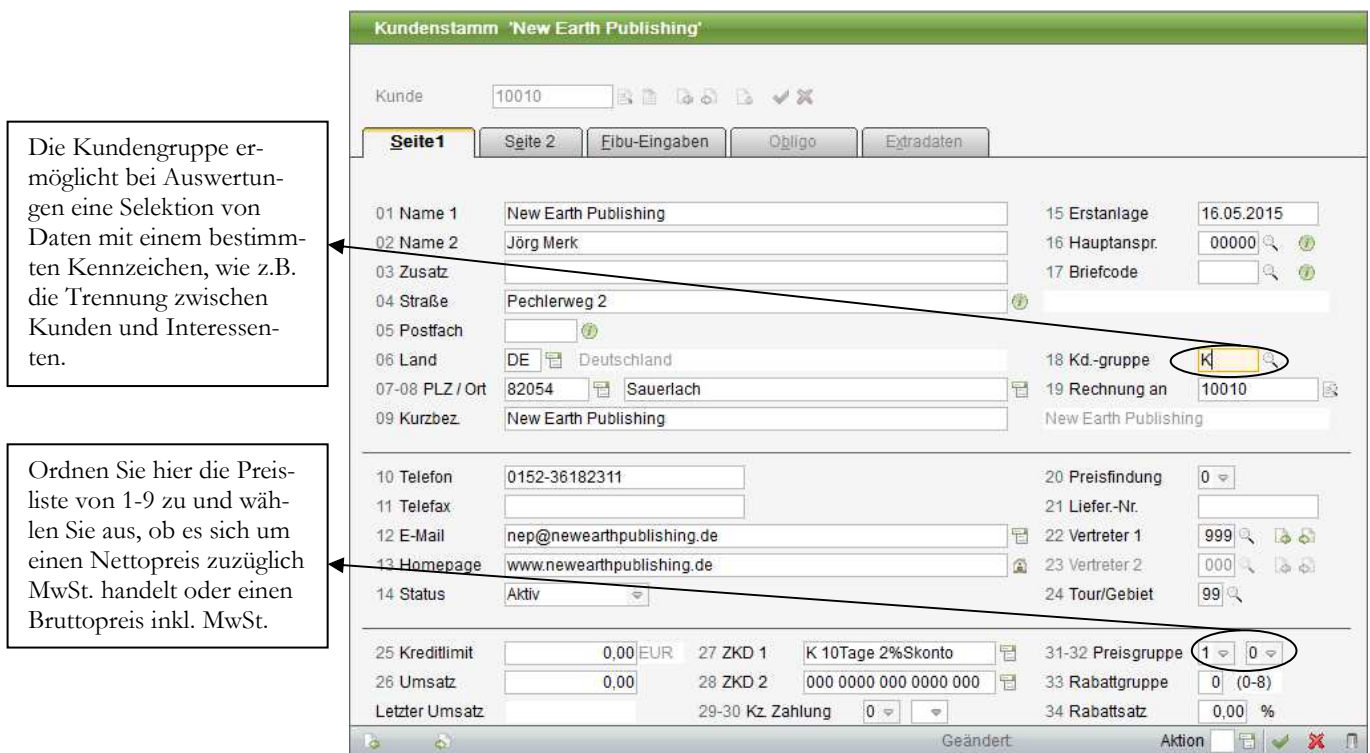 Kundenstamm 'New Earth Publishing'
Kunde 10010
Seite1 Seite 2 Fibu-Eingaben Obligo Extradaten
Die Kundengruppe er-
möglicht bei Auswertun-
gen eine Selektion von
Daten mit einem bestimm-
ten Kennzeichen, wie z.B.
die Trennung zwischen
Kunden und Interessen-
ten.
01 Name 1 New Earth Publishing 15 Erstanlage 16.05.2015
02 Name 2 Jörg Merk 16 Hauptanspr. 00000
03 Zusatz 17 Briefcode
04 Straße Pechlerweg 2
05 Postfach
06 Land DE Deutschland 18 Kd.-gruppe K
07-08 PLZ / Ort 82054 Sauerlach 19 Rechnung an 10010
09 Kurzbez. New Earth Publishing New Earth Publishing
Ordnen Sie hier die Preis-
liste von 1-9 zu und wäh-
len Sie aus, ob es sich um
einen Nettopreis zuzüglich
MwSt. handelt oder einen
Bruttopreis inkl. MwSt.
10 Telefon 0152-36182311 20 Preisfindung 0
11 Telefax 21 Liefer.-Nr.
12 E-Mail nep@newearthpublishing.de 22 Vertreter 1 999
13 Homepage www.newearthpublishing.de 23 Vertreter 2 000
14 Status Aktiv 24 Tour/Gebiet 99
25 Kreditlimit 0,00 EUR 27 ZKD 1 K 10Tage 2%Skonto 31-32 Preisgruppe 1 0
26 Umsatz 0,00 28 ZKD 2 000 0000 000 0000 000 33 Rabattgruppe 0 (0-8)
Letzter Umsatz 29-30 Kz. Zahlung 0 34 Rabattsatz 0,00 %
Geändert Aktion